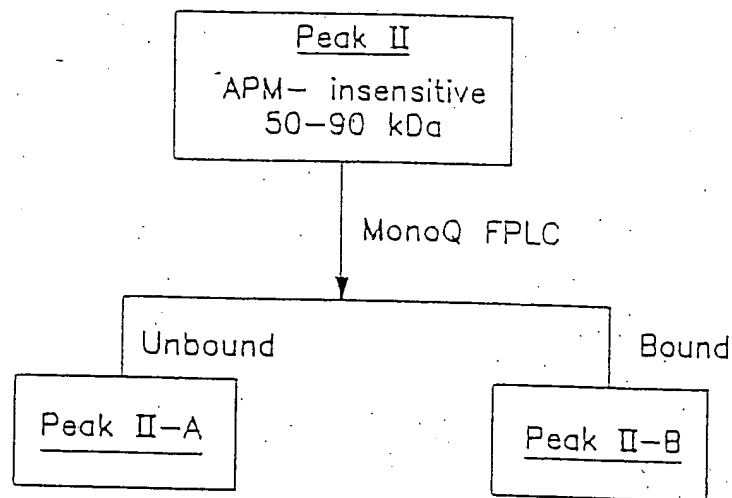 Peak II
APM- insensitive
50-90 kDa
MonoQ FPLC
Unbound
Bound
Peak II-A
Peak II-B